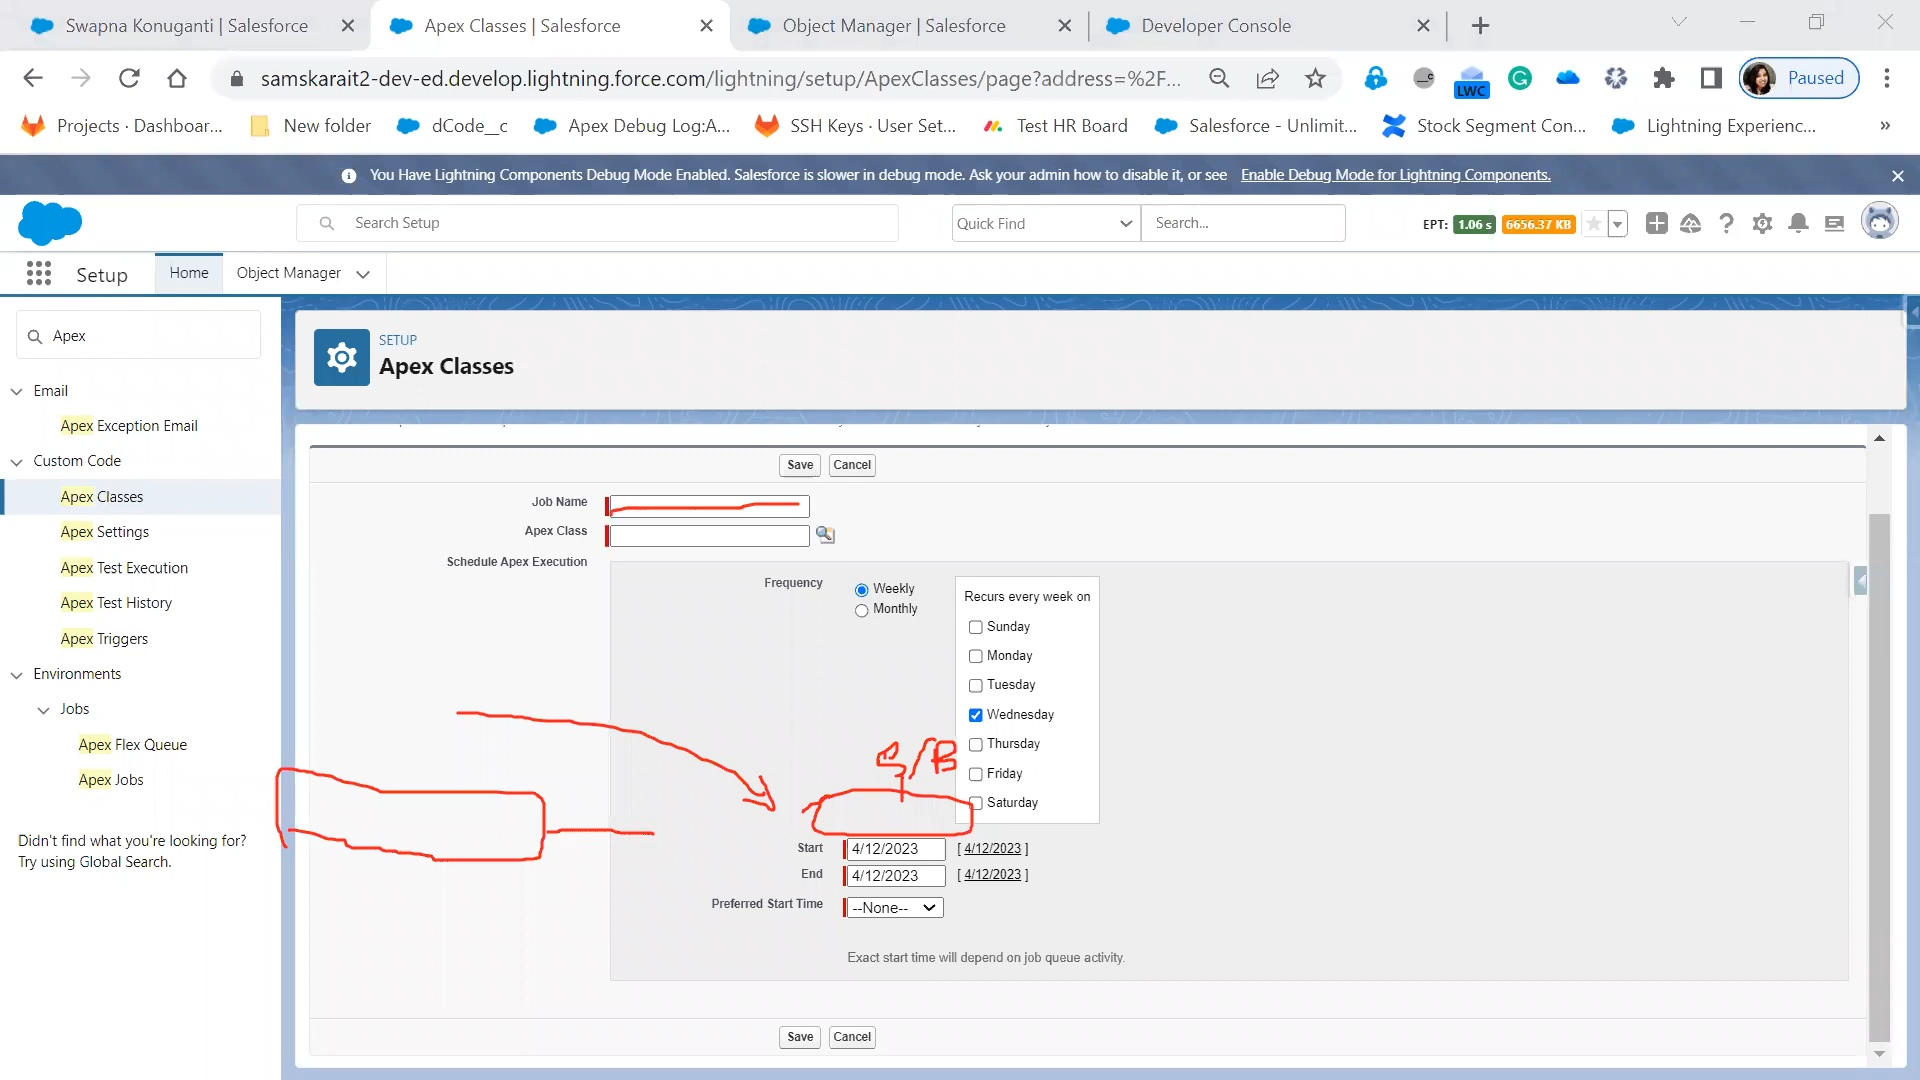 Swapna Konuganti | Salesforce
Apex Classes | Salesforce
Object Manager | Salesforce
Developer Console
samskarait2-dev-ed.develop.lightning.force.com/lightning/setup/ApexClasses/page?address=%2F...
LWC
Paused
Projects · Dashboar...
New folder
dCode__c
Apex Debug Log:A...
SSH Keys · User Set...
Test HR Board
Salesforce - Unlimit...
Stock Segment Con...
Lightning Experienc...
»
You Have Lightning Components Debug Mode Enabled. Salesforce is slower in debug mode. Ask your admin how to disable it, or see Enable Debug Mode for Lightning Components.
Search Setup
Quick Find
Search...
EPT: 1.06 s 6656.37 KB
Setup
Home
Object Manager
Apex
Email
Apex Exception Email
Custom Code
Apex Classes
Apex Settings
Apex Test Execution
Apex Test History
Apex Triggers
Environments
Jobs
Apex Flex Queue
Apex Jobs
Didn't find what you're looking for?
Try using Global Search.
SETUP
Apex Classes
Save Cancel
Job Name
Apex Class
Schedule Apex Execution
Frequency
Weekly
Monthly
Recurs every week on
Sunday
Monday
Tuesday
Wednesday
Thursday
Friday
Saturday
S/B
Start 4/12/2023 [ 4/12/2023 ]
End 4/12/2023 [ 4/12/2023 ]
Preferred Start Time --None--
Exact start time will depend on job queue activity.
Save Cancel